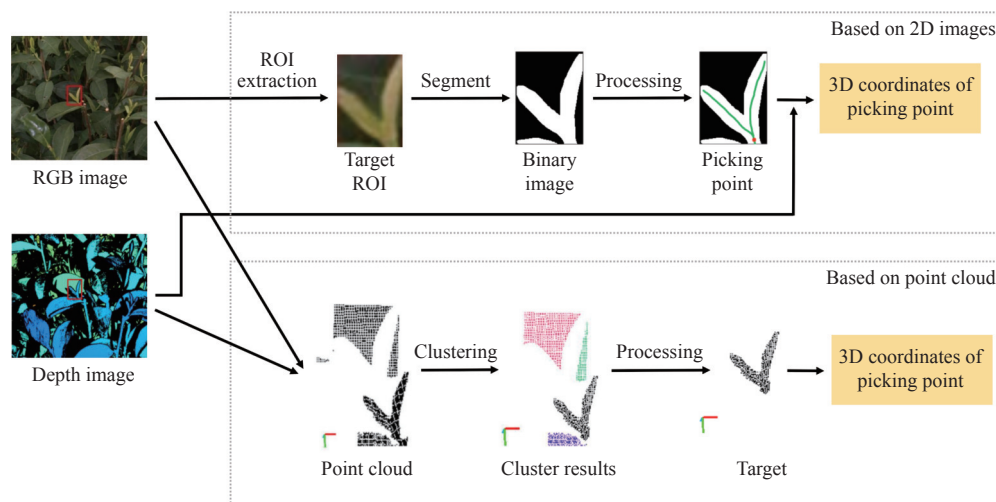 Based on 2D images
ROI
extraction
Segment
Processing
3D coordinates of
picking point
RGB image
Target
ROI
Binary
image
Picking
point
Based on point cloud
Depth image
Clustering
Processing
3D coordinates of
picking point
Point cloud
Cluster results
Target